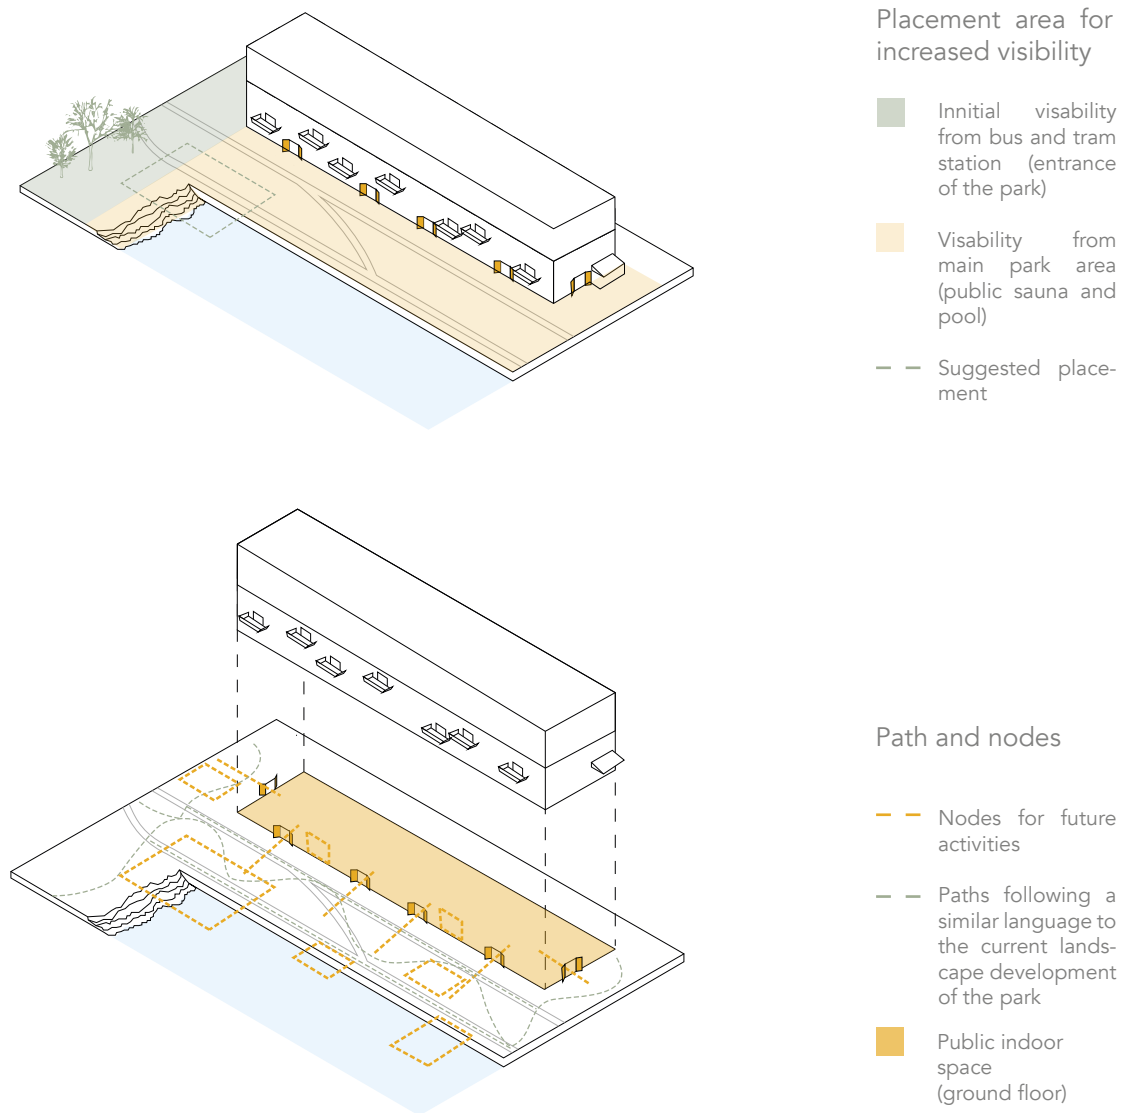 Placement area for
increased visibility
Innitial visability
from bus and tram
station (entrance
of the park)
Visability from
main park area
(public sauna and
pool)
Suggested place-
ment
Path and nodes
Nodes for future
activities
Paths following a
similar language to
the current lands-
cape development
of the park
Public indoor
space
(ground floor)